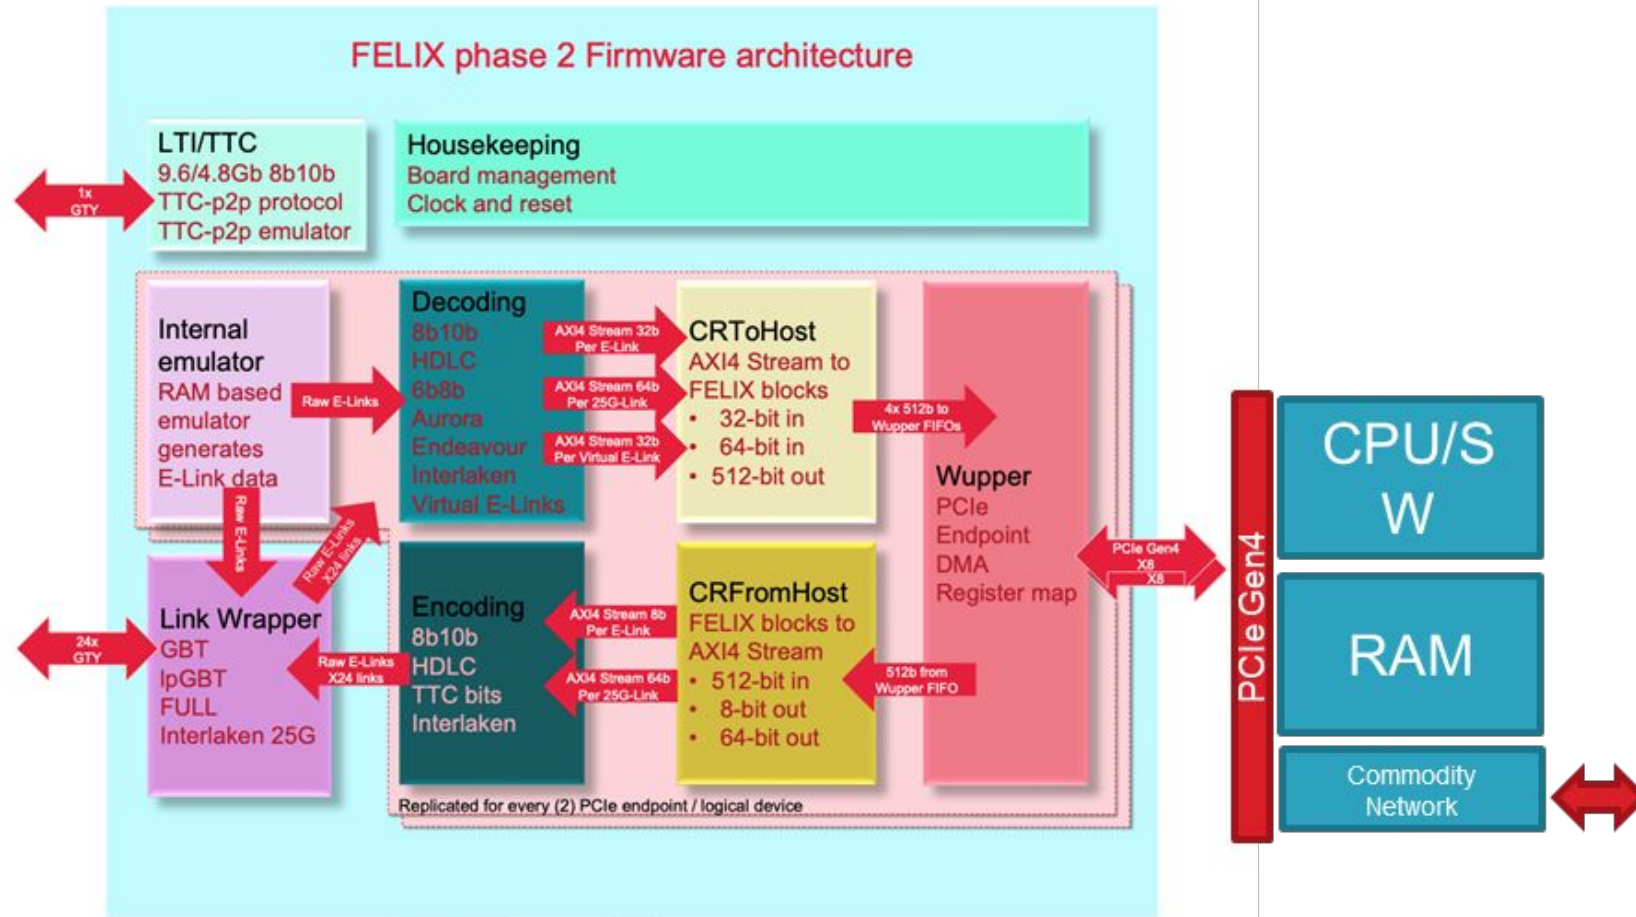 FELIX phase 2 Firmware architecture
LTI/TTC
9.6/4.8Gb 8b10b
TTC-p2p protocol
TTC-p2p emulator
Housekeeping
Board management
Clock and reset
1x
GTY
Internal
emulator
RAM based
emulator
generates
E-Link data
Raw E-Links
Decoding
8b10b
HDLC
6b8b
Aurora
Endeavour
Interlaken
Virtual E-Links
AXI4 Stream 32b
Per E-Link
AXI4 Stream 64b
Per 25G-Link
AXI4 Stream 32b
Per Virtual E-Link
CRToHost
AXI4 Stream to
FELIX blocks
• 32-bit in
• 64-bit in
• 512-bit out
4x 512b to
Wupper FIFOs
Wupper
PCIe
Endpoint
DMA
Register map
Raw E-Links
Raw E-Links
X24 links
Link Wrapper
GBT
lpGBT
FULL
Interlaken 25G
24x
GTY
Raw E-Links
X24 links
Encoding
8b10b
HDLC
TTC bits
Interlaken
AXI4 Stream 8b
Per E-Link
AXI4 Stream 64b
Per 25G-Link
CRFromHost
FELIX blocks to
AXI4 Stream
• 512-bit in
• 8-bit out
• 64-bit out
512b from
Wupper FIFO
Replicated for every (2) PCIe endpoint / logical device
PCIe Gen4
X8
X8
PCIe Gen4
CPU/S
W
RAM
Commodity
Network